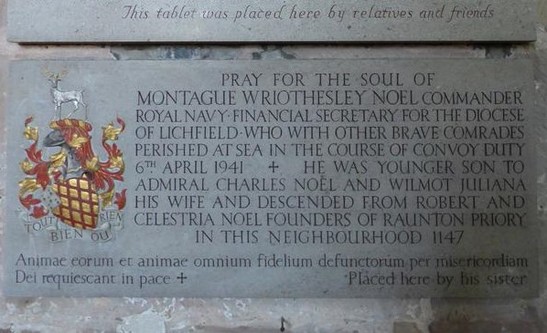 This tablet was placed here by relatives and friends
PRAY FOR THE SOUL OF
MONTAGUE WRIOTHESLEY NOEL COMMANDER
ROYAL NAVY · FINANCIAL SECRETARY FOR THE DIOCESE
OF LICHFIELD · WHO WITH OTHER BRAVE COMRADES
PERISHED AT SEA IN THE COURSE OF CONVOY DUTY
6TH APRIL 1941 + HE WAS YOUNGER SON TO
ADMIRAL CHARLES NOËL AND WILMOT JULIANA
HIS WIFE AND DESCENDED FROM ROBERT AND
CELESTRIA NOEL FOUNDERS OF RAUNTON PRIORY
IN THIS NEIGHBOURHOOD 1147
TOUT BIEN OU RIEN
Animae eorum et animae omnium fidelium defunctorum per misericordiam
Dei requiescant in pace + Placed here by his sister